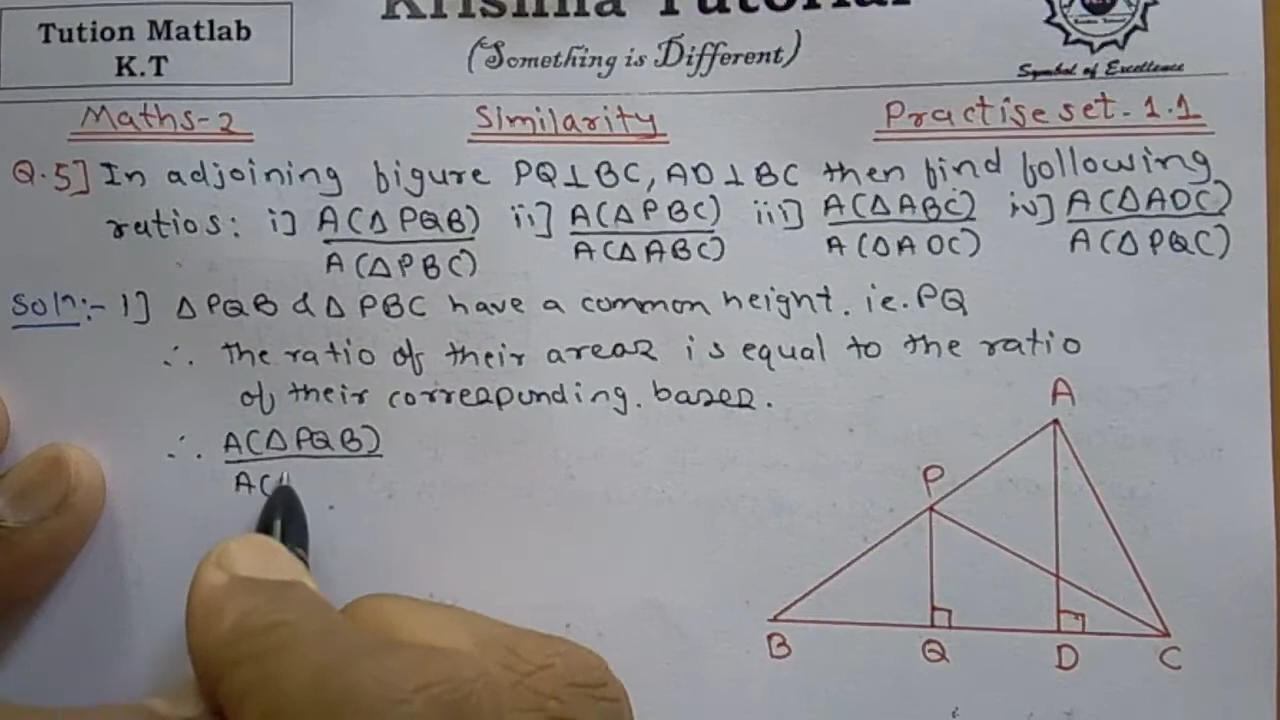 Krishna Tutorial
Tution Matlab
K.T
(Something is Different)
Symbol of Excellence
Maths-2
Similarity
Practise set-1.1
Q.5] In adjoining figure PQ⊥BC, AD⊥BC then find following
ratios: i] A(ΔPQB)/A(ΔPBC) ii] A(ΔPBC)/A(ΔABC) iii] A(ΔABC)/A(ΔADC) iv] A(ΔADC)/A(ΔPQC)
Soln:- 1] ΔPQB & ΔPBC have a common height. ie. PQ
∴ the ratio of their areas is equal to the ratio
of their corresponding. bases.
∴ A(ΔPQB)
A(
A
P
B
Q
D
C